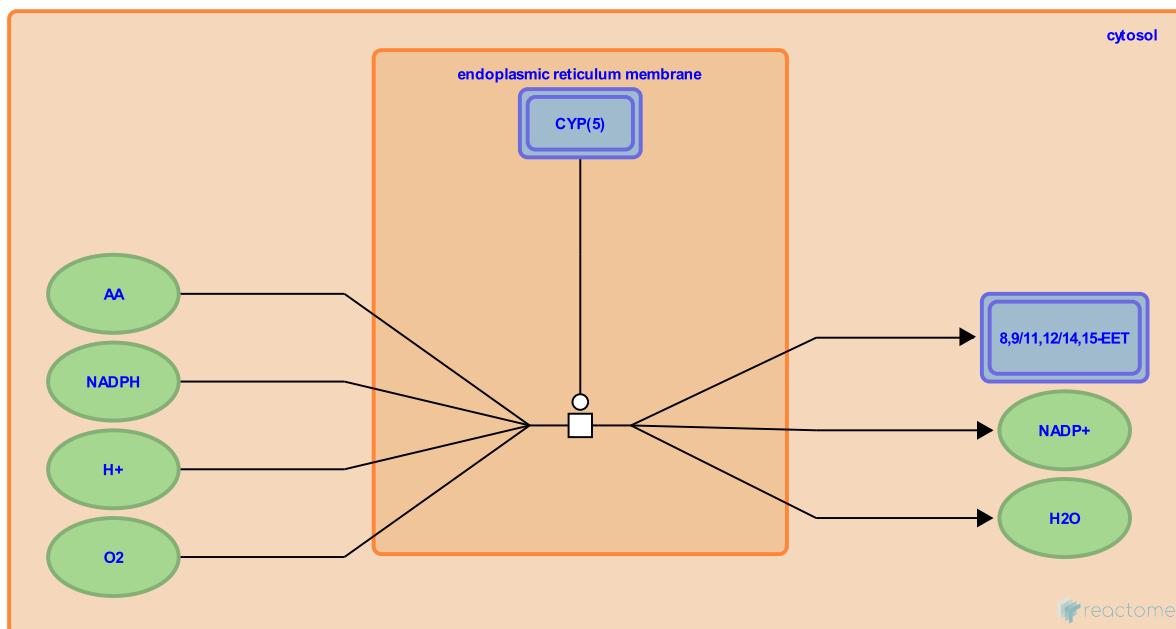 cytosol
endoplasmic reticulum membrane
CYP(5)
AA
NADPH
H+
O2
8,9/11,12/14,15-EET
NADP+
H2O
reactome